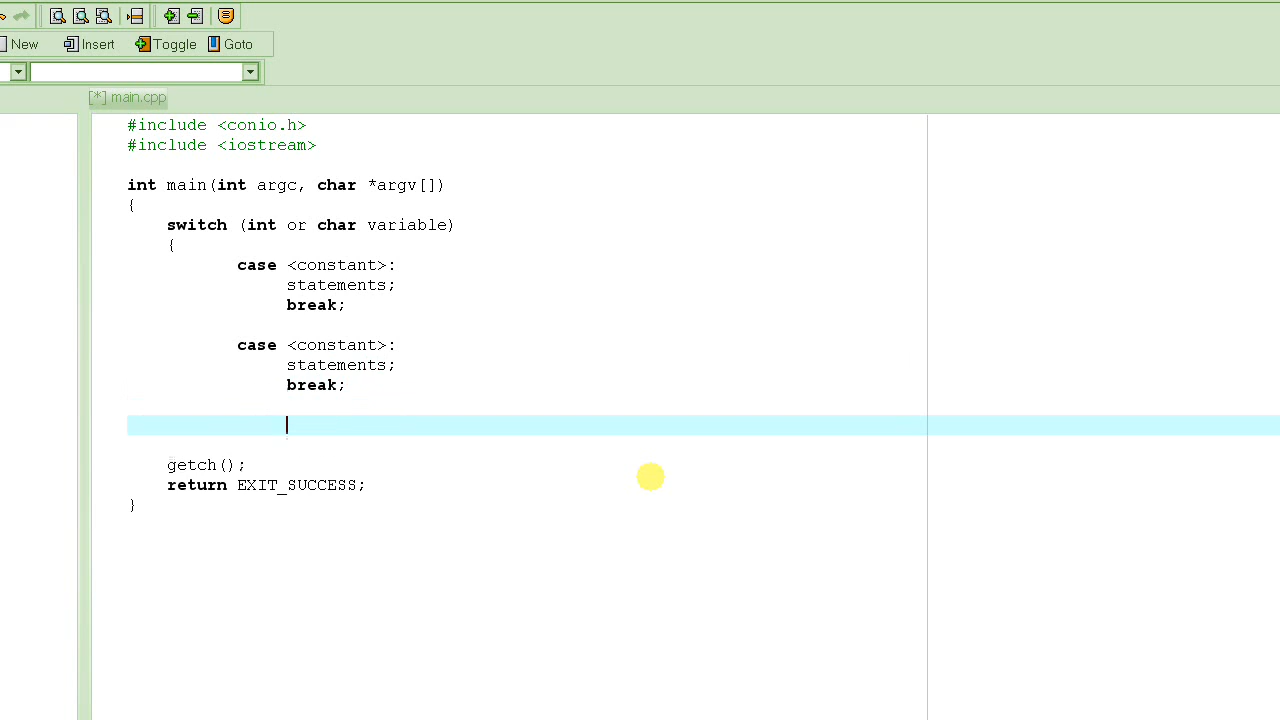 New Insert Toggle Goto
[*] main.cpp
#include <conio.h>
#include <iostream>
int main(int argc, char *argv[])
{
switch (int or char variable)
{
case <constant>:
statements;
break;
case <constant>:
statements;
break;
getch();
return EXIT_SUCCESS;
}